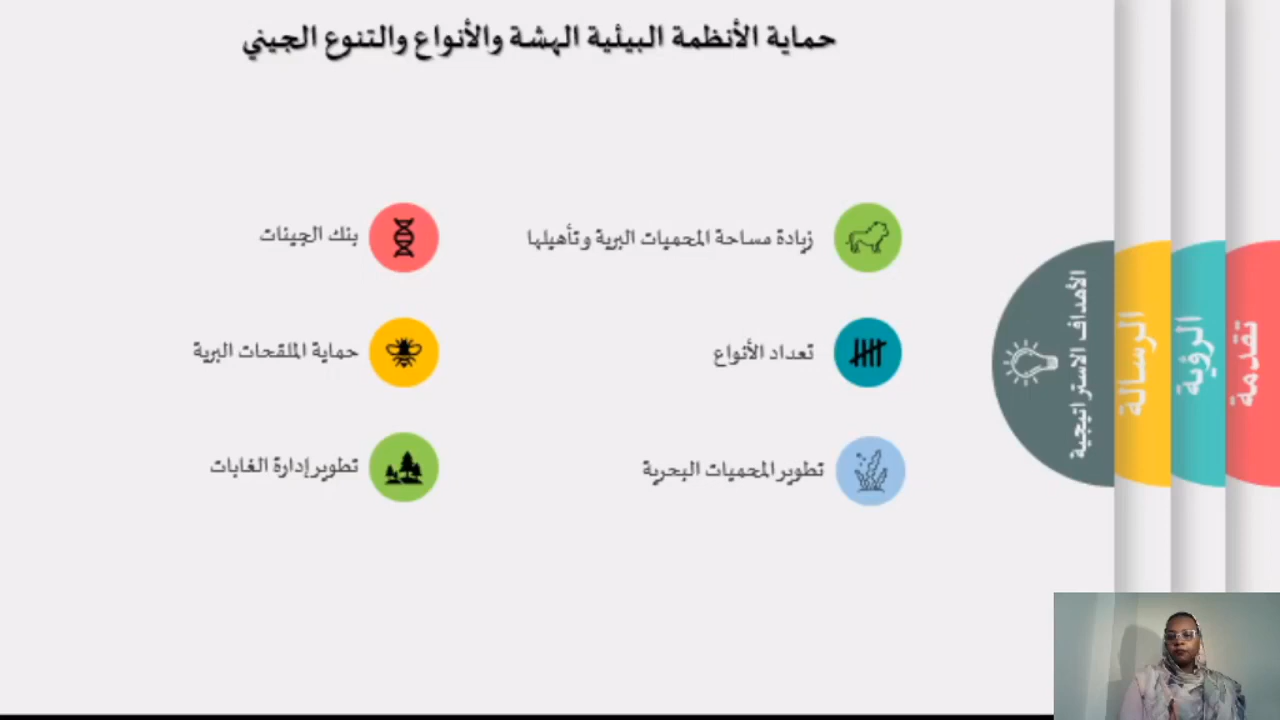 حماية الأنظمة البيئية الهشة والأنواع والتنوع الجيني
زيادة مساحة المحميات البرية وتأهيلها
تعداد الأنواع
تطوير المحميات البحرية
بنك الجينات
حماية الملقحات البرية
تطوير إدارة الغابات
تقدمة
الرؤية
الرسالة
الأهداف الاستراتيجية